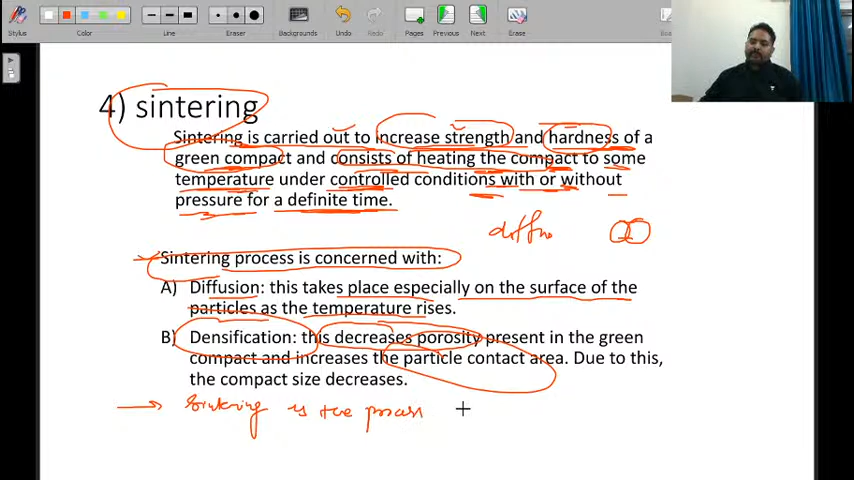 Stylus
Color
Line
Eraser
Backgrounds
Undo
Redo
Pages
Previous
Next
Erase
4) sintering
Sintering is carried out to increase strength and hardness of a
green compact and consists of heating the compact to some
temperature under controlled conditions with or without
pressure for a definite time.
Sintering process is concerned with:
A) Diffusion: this takes place especially on the surface of the
particles as the temperature rises.
B) Densification: this decreases porosity present in the green
compact and increases the particle contact area. Due to this,
the compact size decreases.
→ Sintering is the process